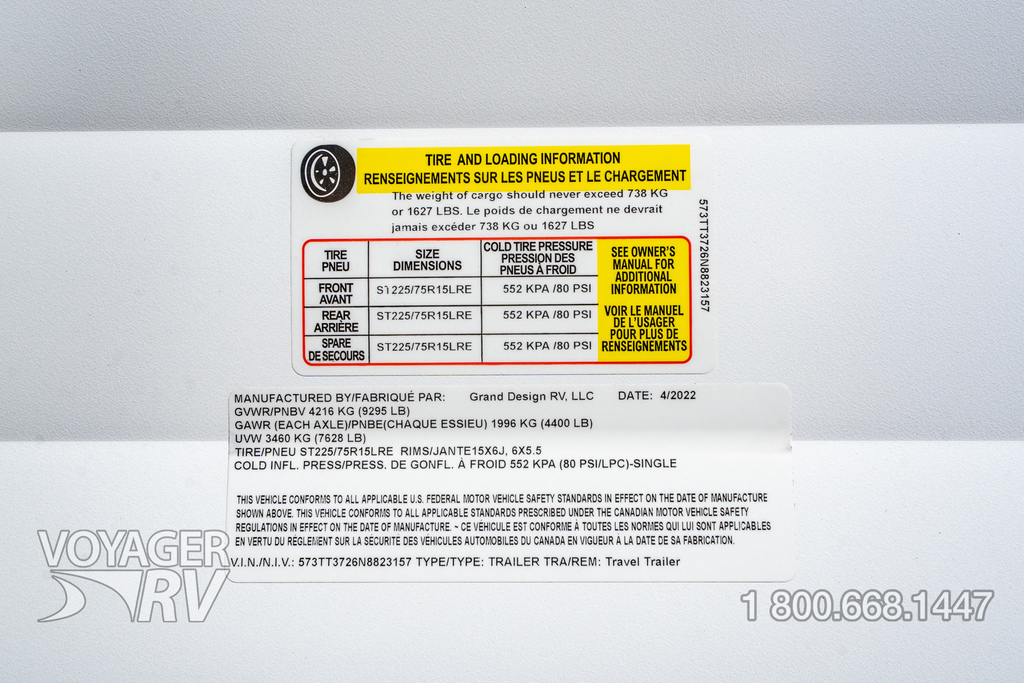 TIRE AND LOADING INFORMATION
RENSEIGNEMENTS SUR LES PNEUS ET LE CHARGEMENT
The weight of cargo should never exceed 738 KG
or 1627 LBS. Le poids de chargement ne devrait
jamais excéder 738 KG ou 1627 LBS
TIRE PNEU SIZE DIMENSIONS COLD TIRE PRESSURE PRESSION DES PNEUS À FROID
FRONT AVANT ST225/75R15LRE 552 KPA /80 PSI
REAR ARRIÈRE ST225/75R15LRE 552 KPA /80 PSI
SPARE DE SECOURS ST225/75R15LRE 552 KPA /80 PSI
SEE OWNER'S
MANUAL FOR
ADDITIONAL
INFORMATION
VOIR LE MANUEL
DE L'USAGER
POUR PLUS DE
RENSEIGNEMENTS
573TT3726N8823157
MANUFACTURED BY/FABRIQUÉ PAR: Grand Design RV, LLC DATE: 4/2022
GVWR/PNBV 4216 KG (9295 LB)
GAWR (EACH AXLE)/PNBE(CHAQUE ESSIEU) 1996 KG (4400 LB)
UVW 3460 KG (7628 LB)
TIRE/PNEU ST225/75R15LRE RIMS/JANTE15X6J, 6X5.5
COLD INFL. PRESS/PRESS. DE GONFL. À FROID 552 KPA (80 PSI/LPC)-SINGLE
THIS VEHICLE CONFORMS TO ALL APPLICABLE U.S. FEDERAL MOTOR VEHICLE SAFETY STANDARDS IN EFFECT ON THE DATE OF MANUFACTURE
SHOWN ABOVE. THIS VEHICLE CONFORMS TO ALL APPLICABLE STANDARDS PRESCRIBED UNDER THE CANADIAN MOTOR VEHICLE SAFETY
REGULATIONS IN EFFECT ON THE DATE OF MANUFACTURE. ~ CE VÉHICULE EST CONFORME À TOUTES LES NORMES QUI LUI SONT APPLICABLES
EN VERTU DU RÈGLEMENT SUR LA SÉCURITÉ DES VÉHICULES AUTOMOBILES DU CANADA EN VIGUEUR À LA DATE DE SA FABRICATION.
V.I.N./N.I.V.: 573TT3726N8823157 TYPE/TYPE: TRAILER TRA/REM: Travel Trailer
VOYAGER
RV
1 800.668.1447